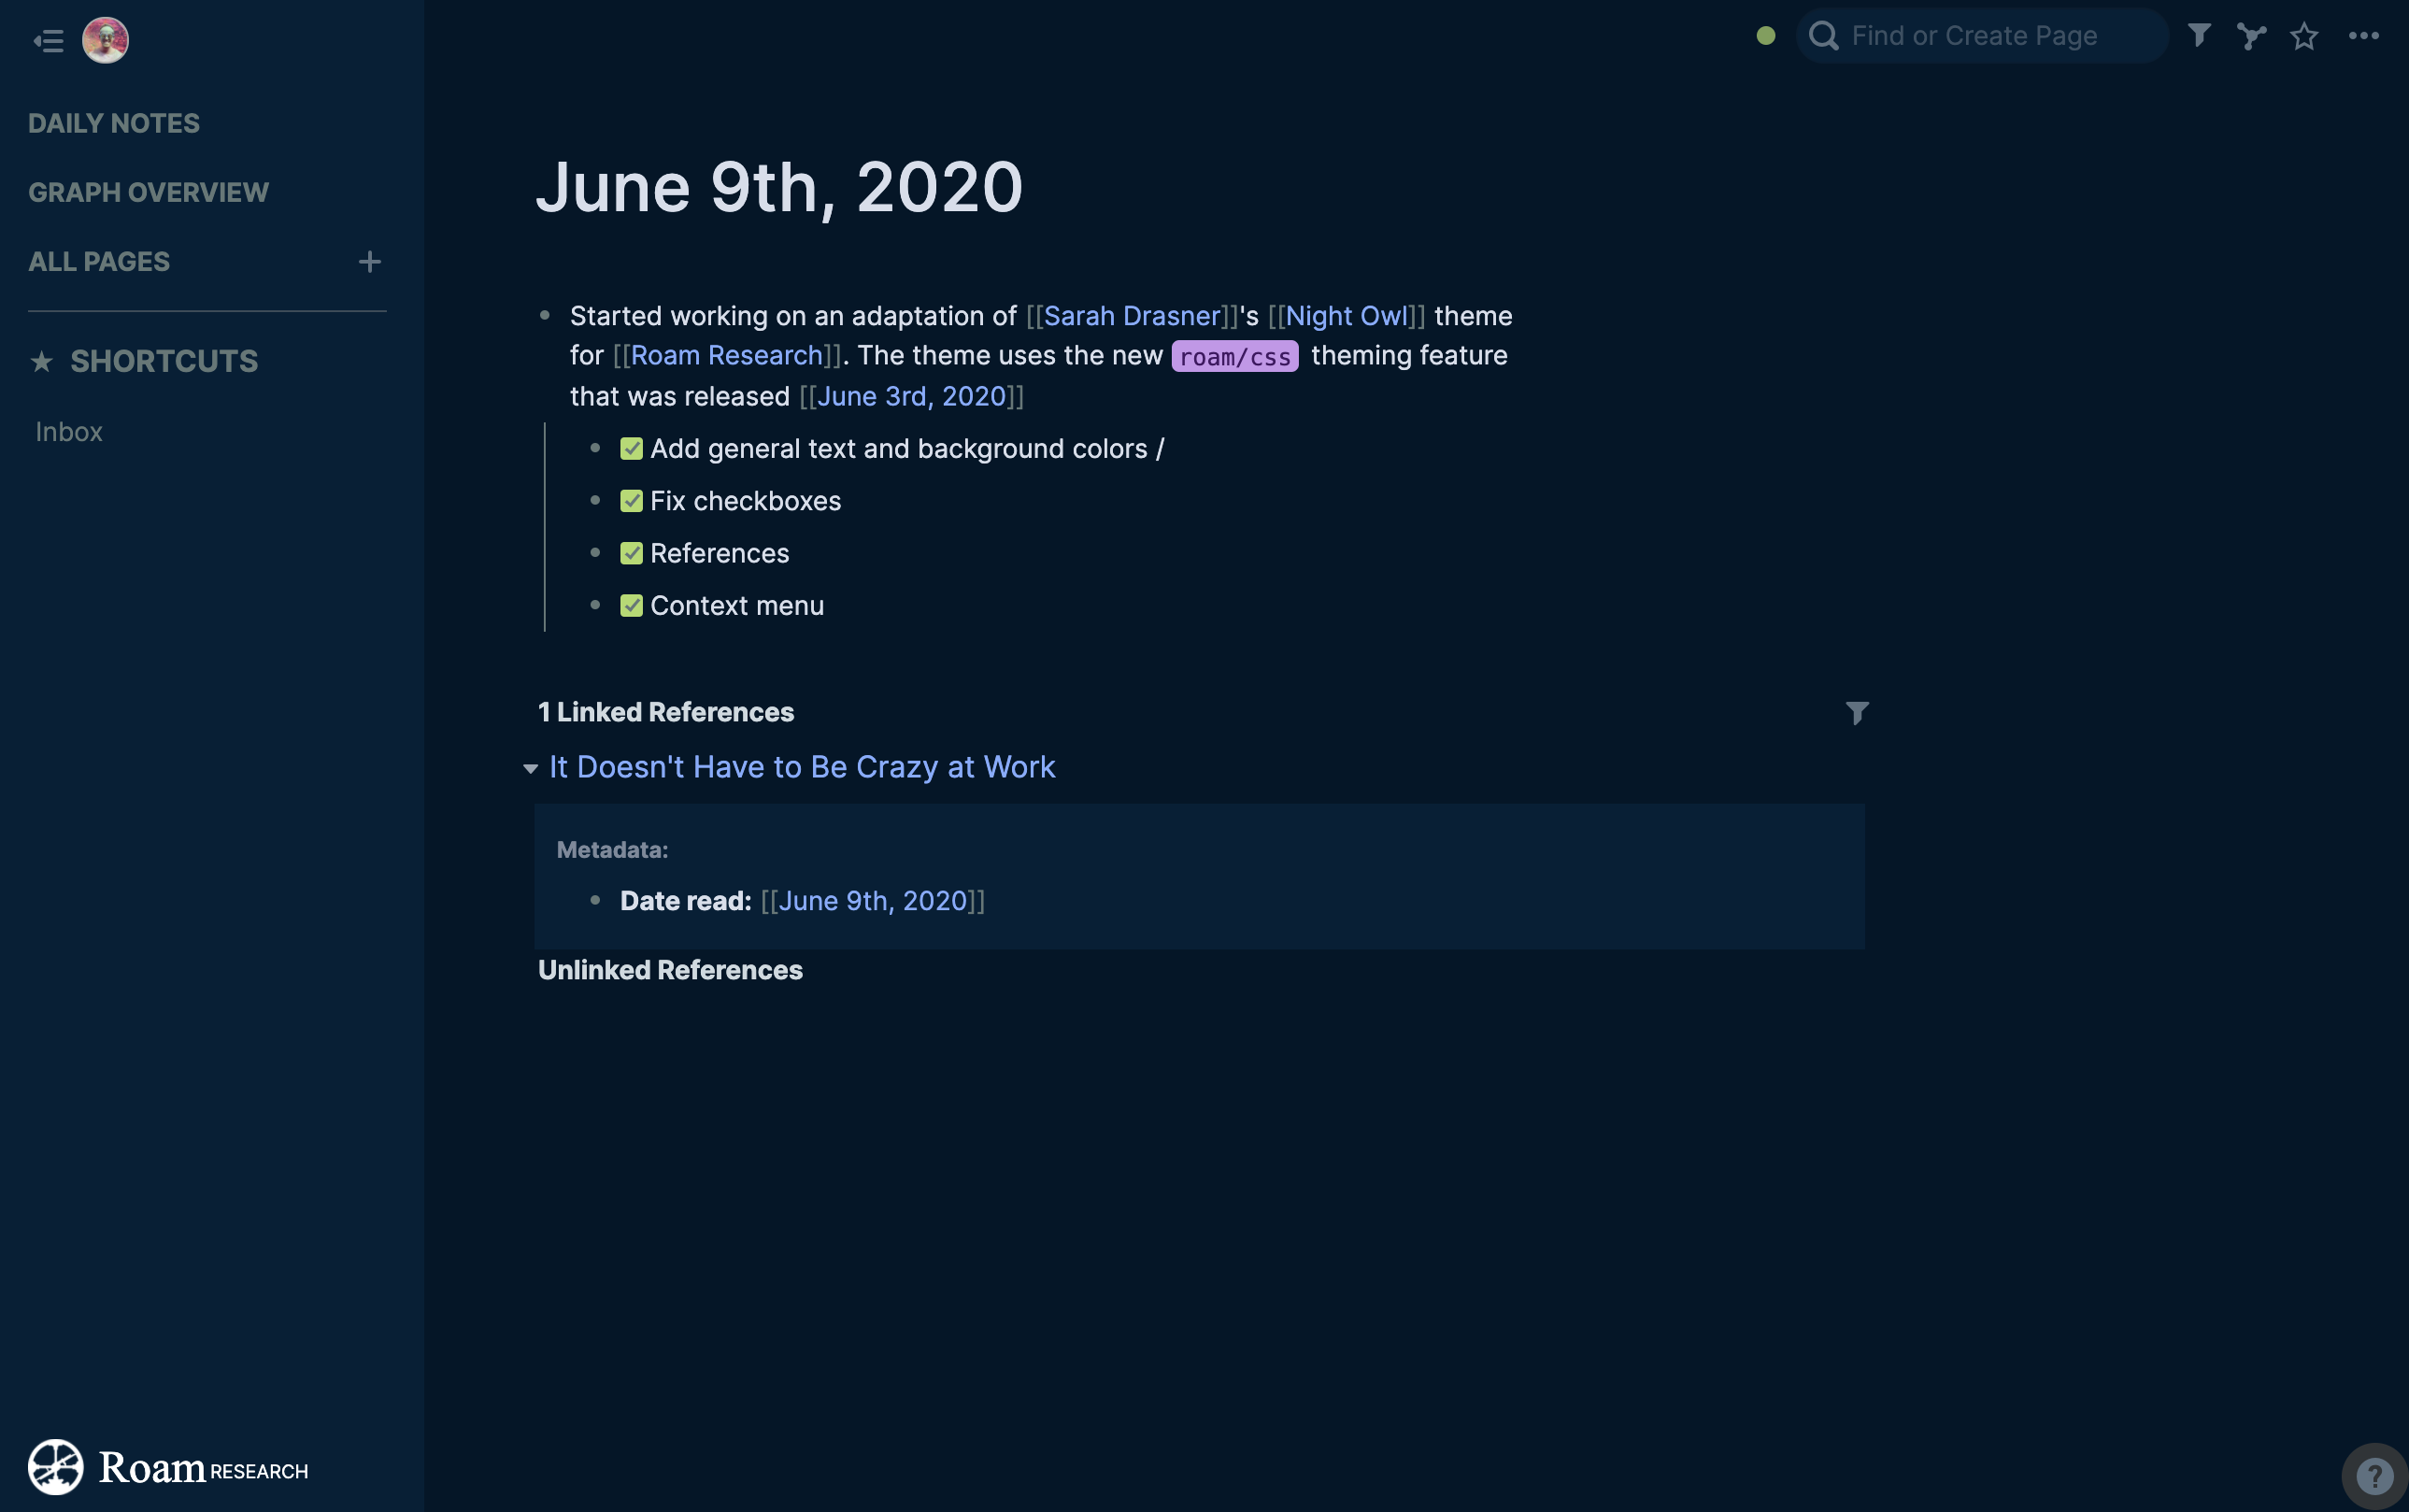 Find or Create Page
DAILY NOTES
GRAPH OVERVIEW
ALL PAGES
SHORTCUTS
Inbox
June 9th, 2020
Started working on an adaptation of [[Sarah Drasner]]'s [[Night Owl]] theme
for [[Roam Research]]. The theme uses the new roam/css theming feature
that was released [[June 3rd, 2020]]
Add general text and background colors /
Fix checkboxes
References
Context menu
1 Linked References
It Doesn't Have to Be Crazy at Work
Metadata:
Date read: [[June 9th, 2020]]
Unlinked References
Roam RESEARCH
?